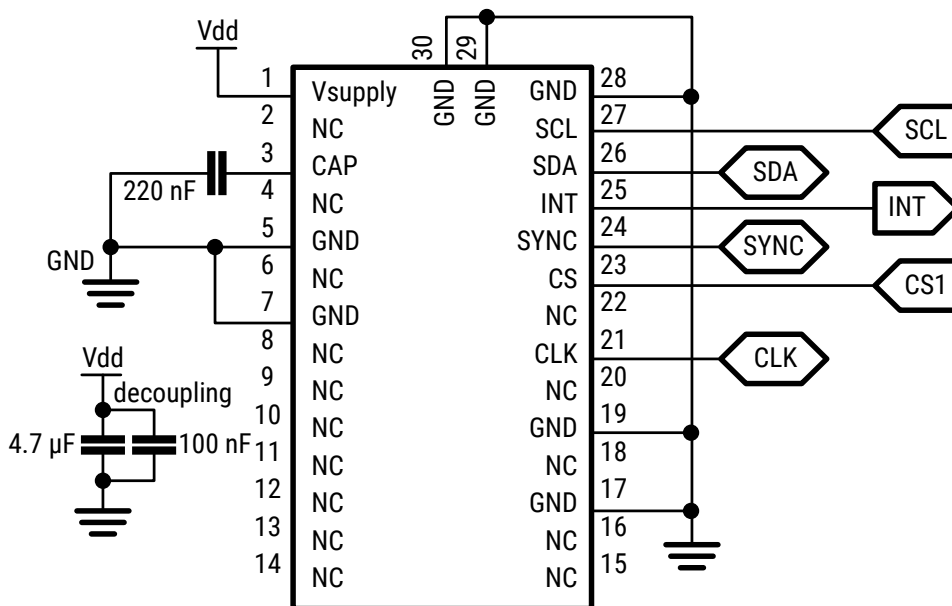 Vdd
30
29
1
Vsupply
GND
GND
GND
28
2
NC
SCL
27
SCL
3
CAP
SDA
26
SDA
220 nF
4
NC
INT
25
INT
5
GND
SYNC
24
SYNC
GND
6
NC
CS
23
CS1
7
GND
NC
22
8
NC
CLK
21
CLK
Vdd
decoupling
9
NC
NC
20
4.7 µF
100 nF
10
NC
GND
19
11
NC
NC
18
12
NC
GND
17
13
NC
NC
16
14
NC
NC
15